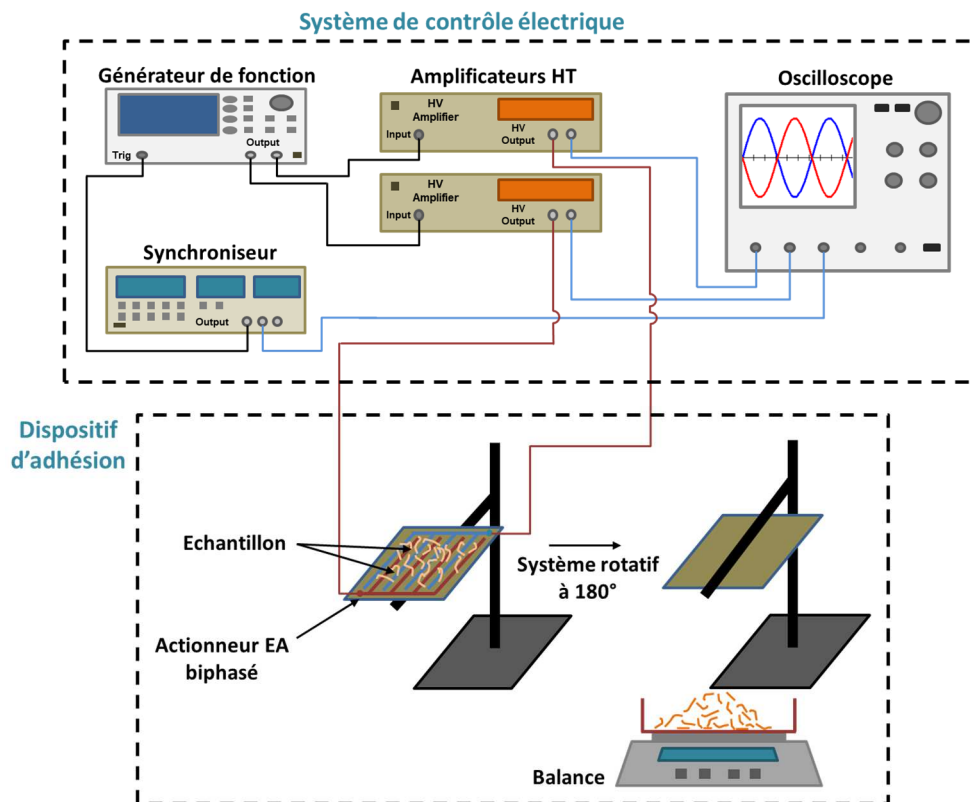 Système de contrôle électrique
Générateur de fonction
Trig
Output
Amplificateurs HT
HV
Amplifier
Input
HV
Output
HV
Amplifier
Input
HV
Output
Oscilloscope
Synchroniseur
Output
Dispositif
d’adhésion
Echantillon
Actionneur EA
biphasé
Système rotatif
à 180°
Balance